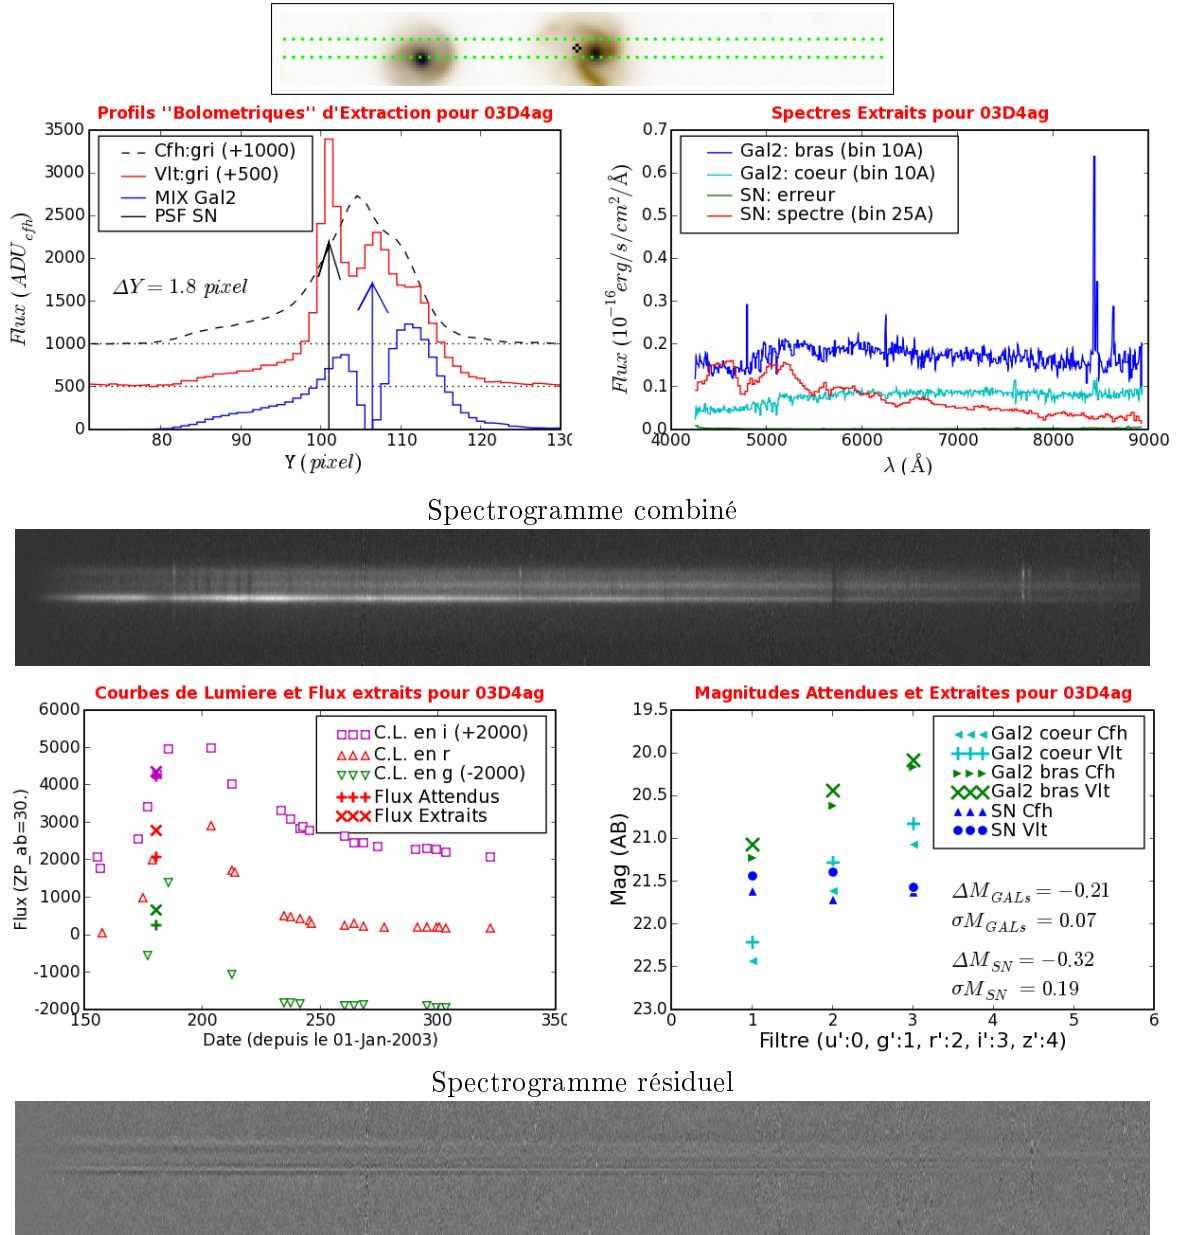 Profils ''Bolometriques'' d'Extraction pour 03D4ag
3500
3000
2500
2000
1500
1000
500
0
Flux (ADU_cfh)
Cfh:gri (+1000)
Vlt:gri (+500)
MIX Gal2
PSF SN
ΔY = 1.8 pixel
80 90 100 110 120 130
Y (pixel)
Spectres Extraits pour 03D4ag
0.7
0.6
0.5
0.4
0.3
0.2
0.1
0.0
Flux (10^−16 erg/s/cm^2/Å)
Gal2: bras (bin 10A)
Gal2: coeur (bin 10A)
SN: erreur
SN: spectre (bin 25A)
4000 5000 6000 7000 8000 9000
λ (Å)
Spectrogramme combiné
Courbes de Lumiere et Flux extraits pour 03D4ag
6000
5000
4000
3000
2000
1000
0
-1000
-2000
Flux (ZP_ab=30.)
C.L. en i (+2000)
C.L. en r
C.L. en g (-2000)
Flux Attendus
Flux Extraits
150 200 250 300 350
Date (depuis le 01-Jan-2003)
Magnitudes Attendues et Extraites pour 03D4ag
19.5
20.0
20.5
21.0
21.5
22.0
22.5
23.0
Mag (AB)
Gal2 coeur Cfh
Gal2 coeur Vlt
Gal2 bras Cfh
Gal2 bras Vlt
SN Cfh
SN Vlt
ΔM_GALs = −0.21
σM_GALs = 0.07
ΔM_SN = −0.32
σM_SN = 0.19
0 1 2 3 4 5 6
Filtre (u':0, g':1, r':2, i':3, z':4)
Spectrogramme résiduel